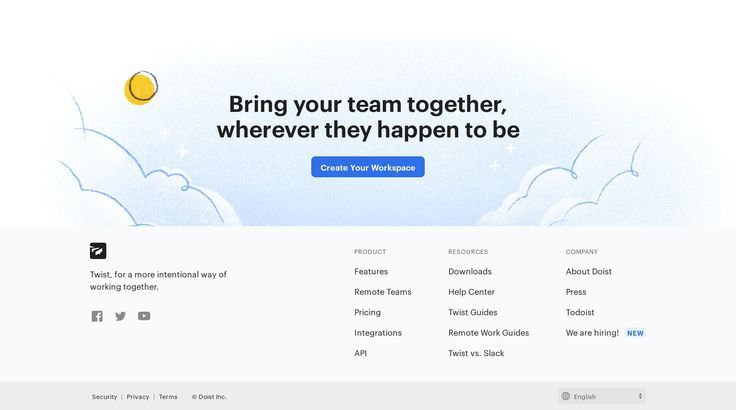 Bring your team together,
wherever they happen to be
Create Your Workspace
Twist, for a more intentional way of
working together.
PRODUCT
Features
Remote Teams
Pricing
Integrations
API
RESOURCES
Downloads
Help Center
Twist Guides
Remote Work Guides
Twist vs. Slack
COMPANY
About Doist
Press
Todoist
We are hiring! NEW
Security | Privacy | Terms © Doist Inc.
English